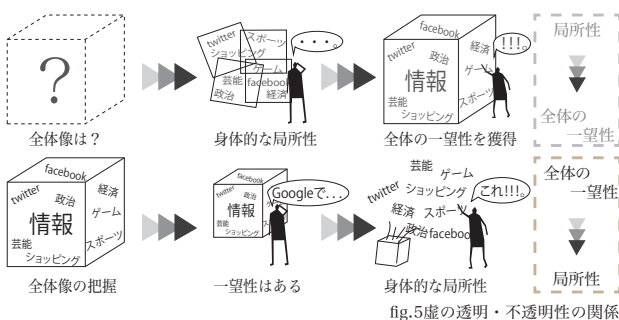 ?
全体像は？
twitter
スポーツ
ショッピング
ゲーム
芸能
facebook
政治
経済
・・・。
身体的な局所性
facebook
twitter
政治
経済
ゲーム
情報
芸能
スポーツ
ショッピング
!!!。
全体の一望性を獲得
局所性
全体の
一望性
facebook
twitter
政治
経済
ゲーム
情報
芸能
スポーツ
ショッピング
全体像の把握
facebook
twitter
政治
情報
芸能
ショッピング
Googleで...
一望性はある
芸能
ゲーム
twitter
ショッピング
経済
スポーツ
政治
facebook
これ!!!。
身体的な局所性
全体の
一望性
局所性
fig.5虚の透明・不透明性の関係